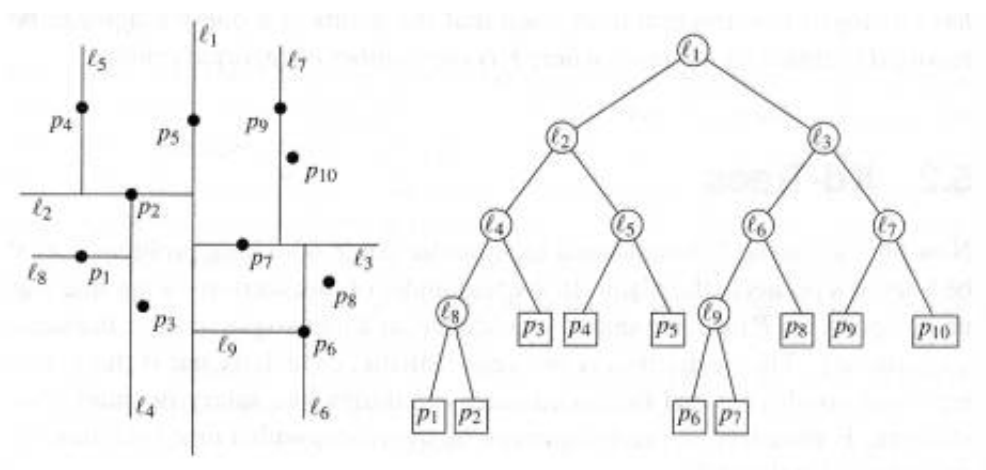 ℓ1
ℓ5
ℓ7
p4
p5
p9
p10
ℓ2
p2
ℓ8
p1
p7
ℓ3
p8
p3
ℓ9
p6
ℓ4
ℓ6
ℓ1
ℓ2 ℓ3
ℓ4 ℓ5 ℓ6 ℓ7
ℓ8 p3 p4 p5 ℓ9 p8 p9 p10
p1 p2 p6 p7